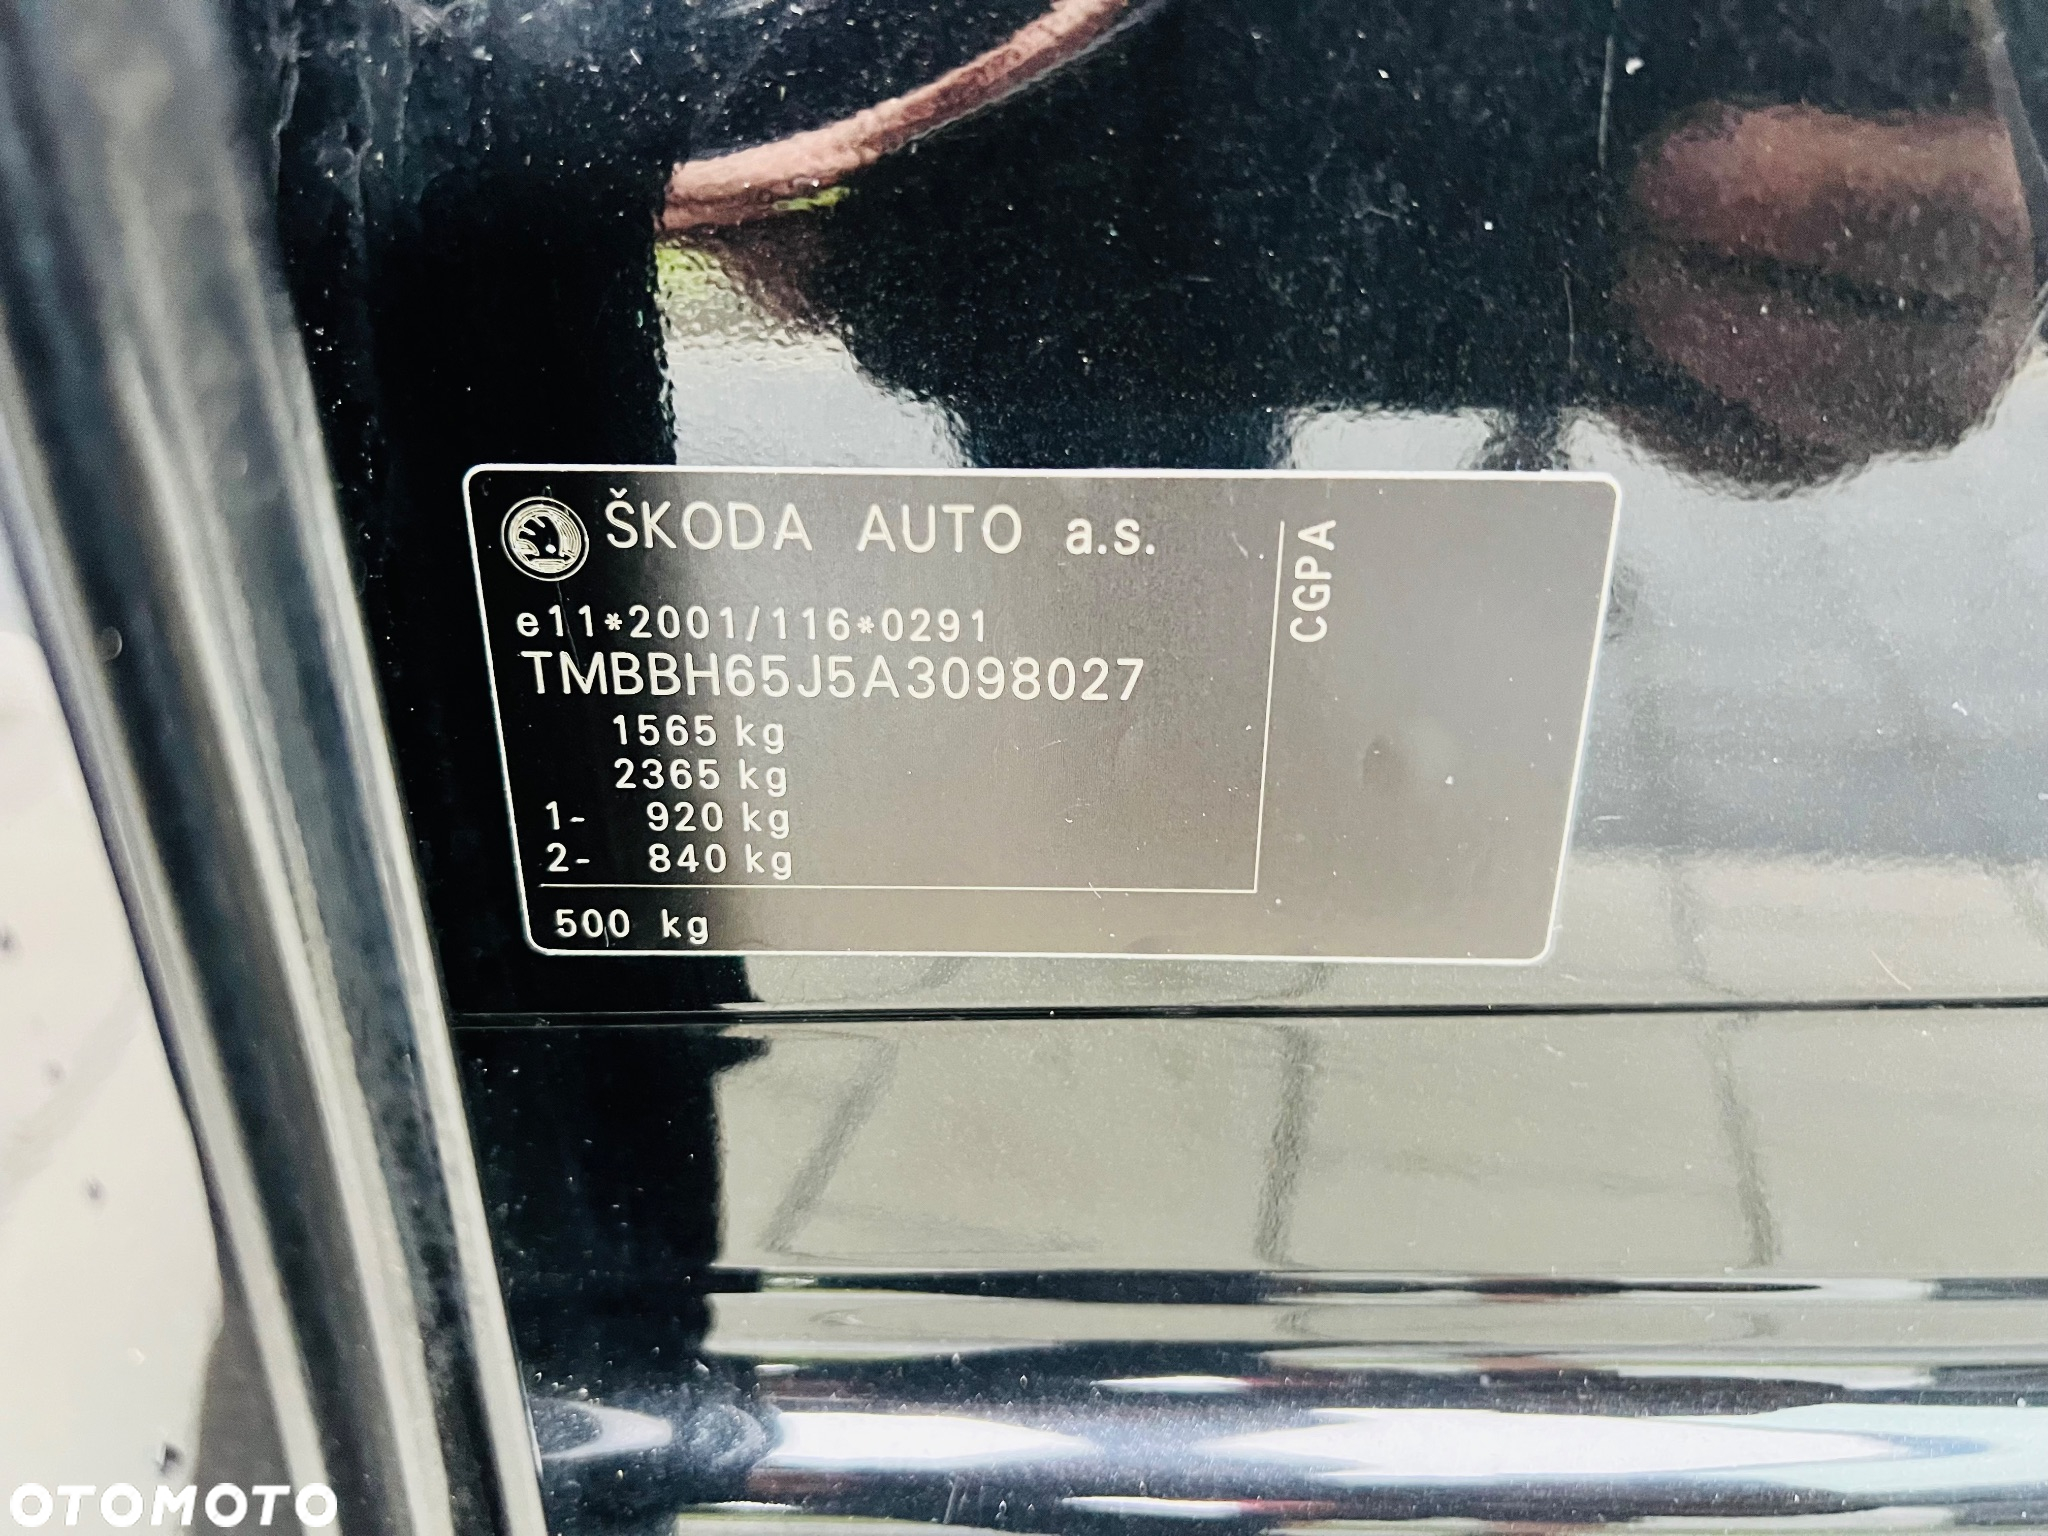 ŠKODA AUTO a.s.
e11*2001/116*0291
TMBBH65J5A3098027
1565 kg
2365 kg
1- 920 kg
2- 840 kg
500 kg
CGPA
OTOMOTO